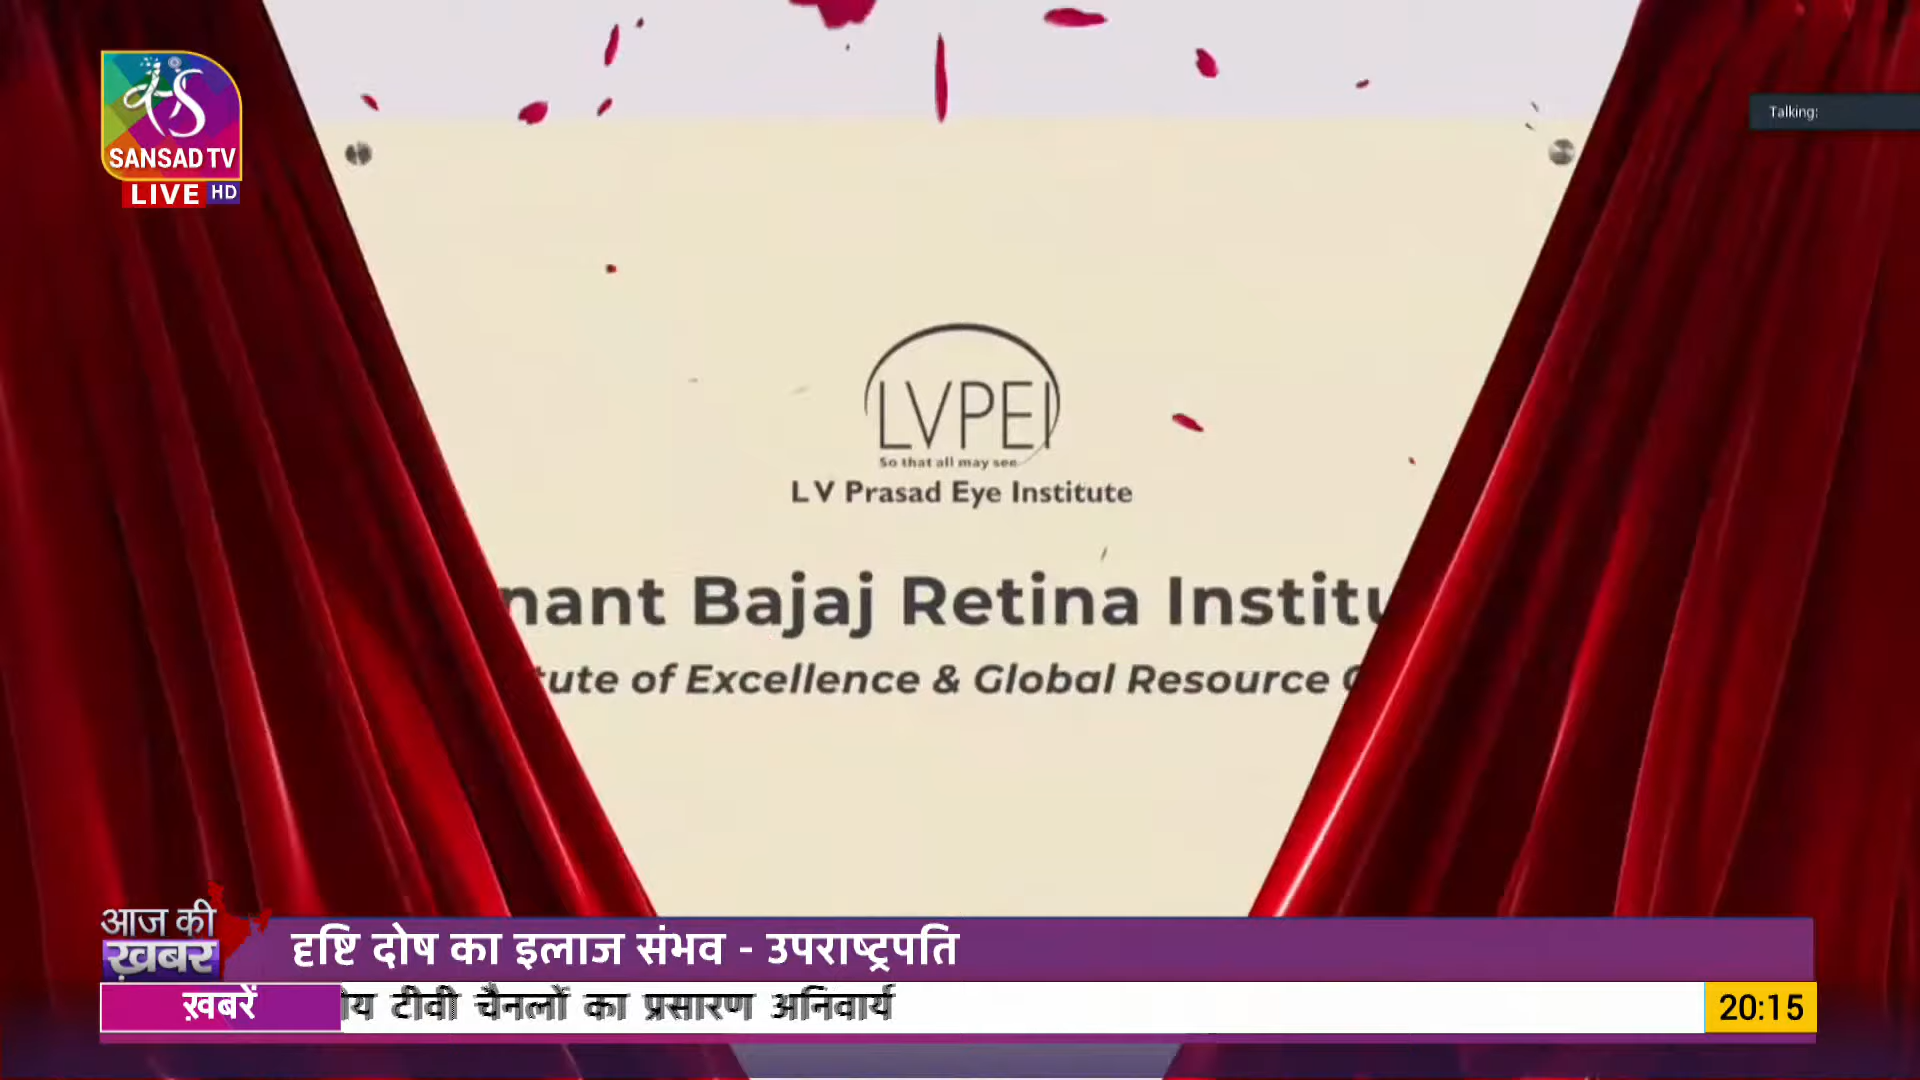 SANSAD TV
LIVE HD
Talking:
LVPEI
So that all may see
L V Prasad Eye Institute
nant Bajaj Retina Institu
tute of Excellence & Global Resource
आज की
ख़बर
दृष्टि दोष का इलाज संभव - उपराष्ट्रपति
ख़बरें
ीय टीवी चैनलों का प्रसारण अनिवार्य
20:15